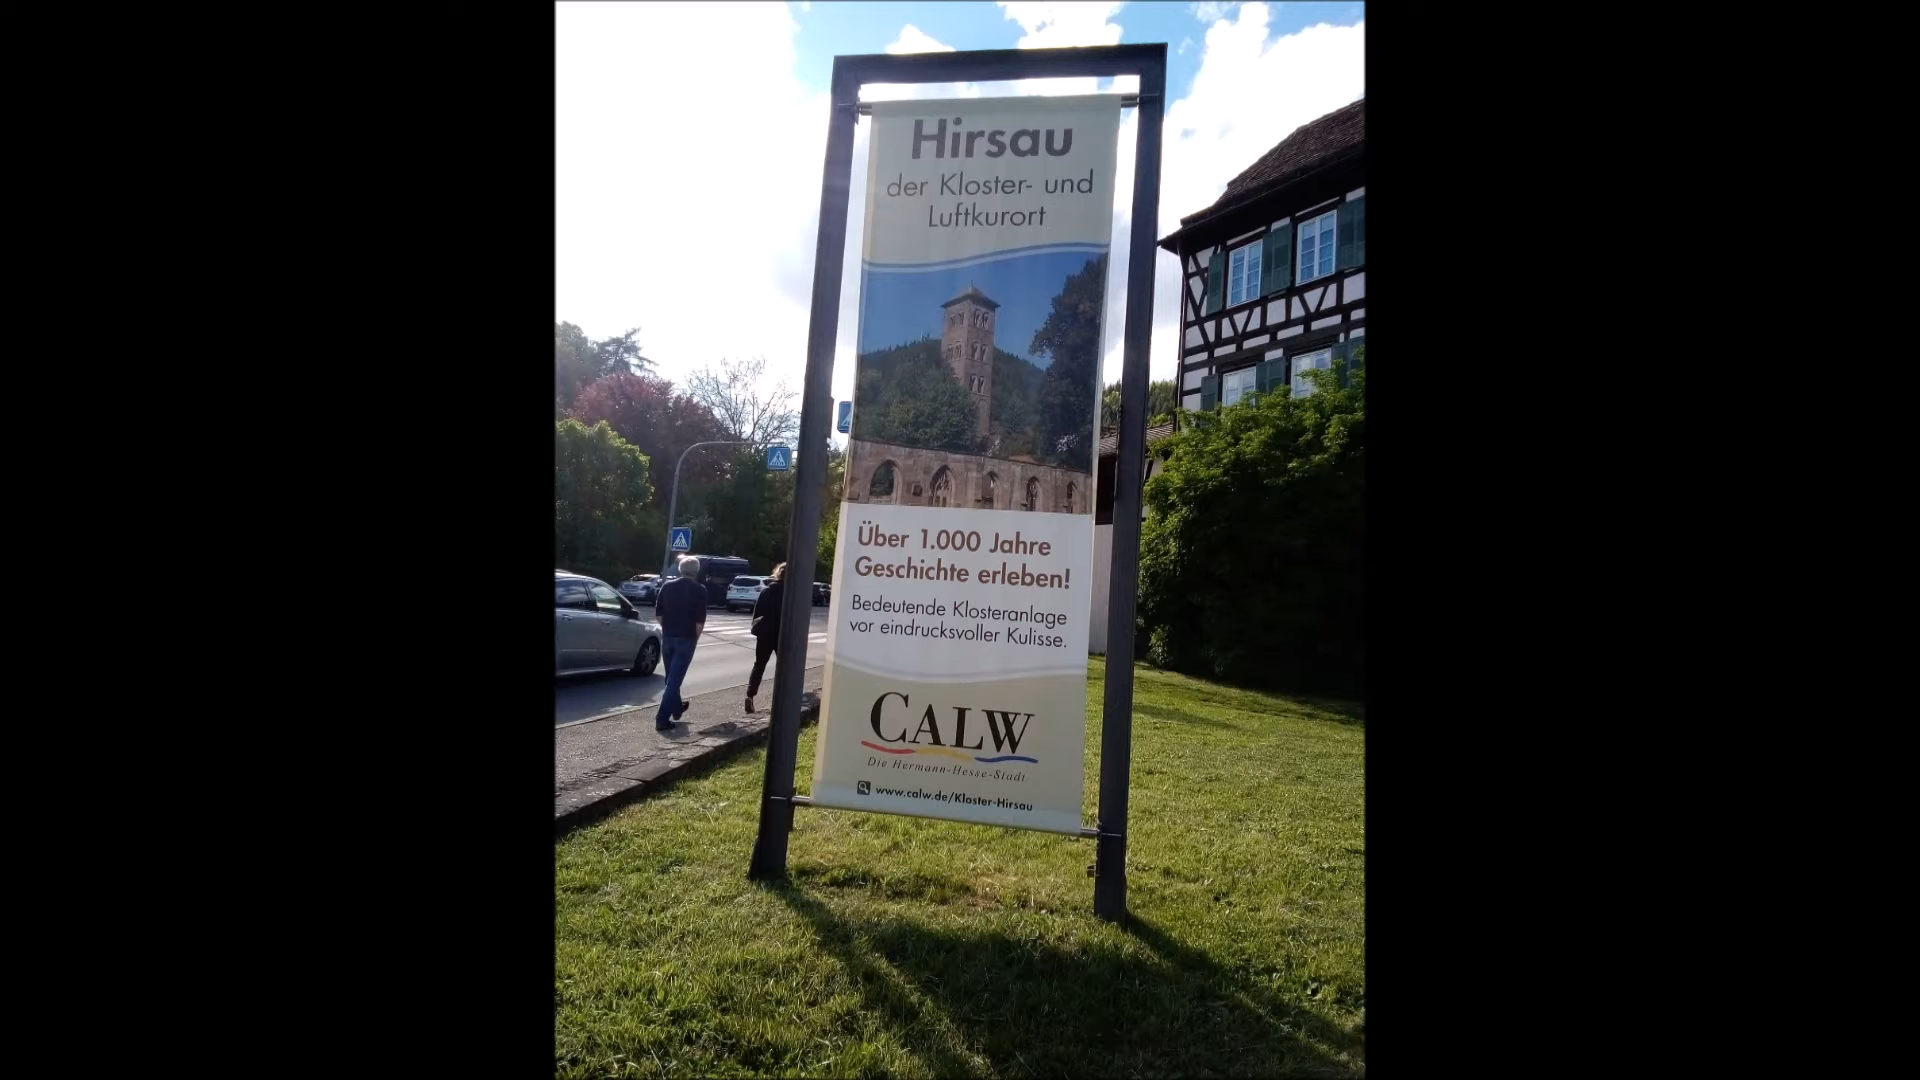 Hirsau
der Kloster- und
Luftkurort
Über 1.000 Jahre
Geschichte erleben!
Bedeutende Klosteranlage
vor eindrucksvoller Kulisse.
CALW
Die Hermann-Hesse-Stadt
www.calw.de/Kloster-Hirsau